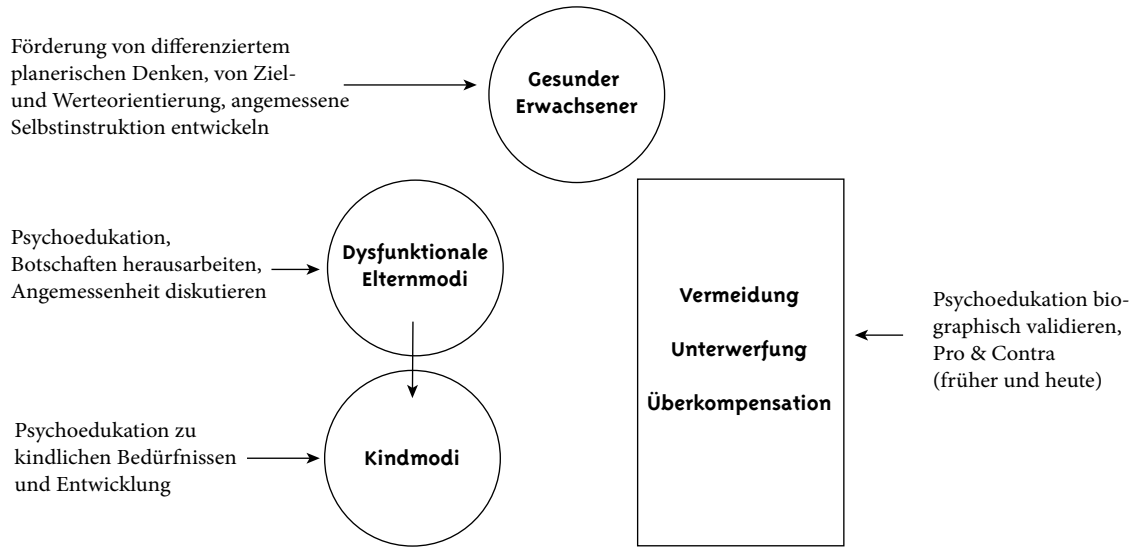 Förderung von differenziertem
planerischen Denken, von Ziel-
und Werteorientierung, angemessene
Selbstinstruktion entwickeln
Gesunder
Erwachsener
Psychoedukation,
Botschaften herausarbeiten,
Angemessenheit diskutieren
Dysfunktionale
Elternmodi
Vermeidung
Unterwerfung
Überkompensation
Psychoedukation bio-
graphisch validieren,
Pro & Contra
(früher und heute)
Psychoedukation zu
kindlichen Bedürfnissen
und Entwicklung
Kindmodi